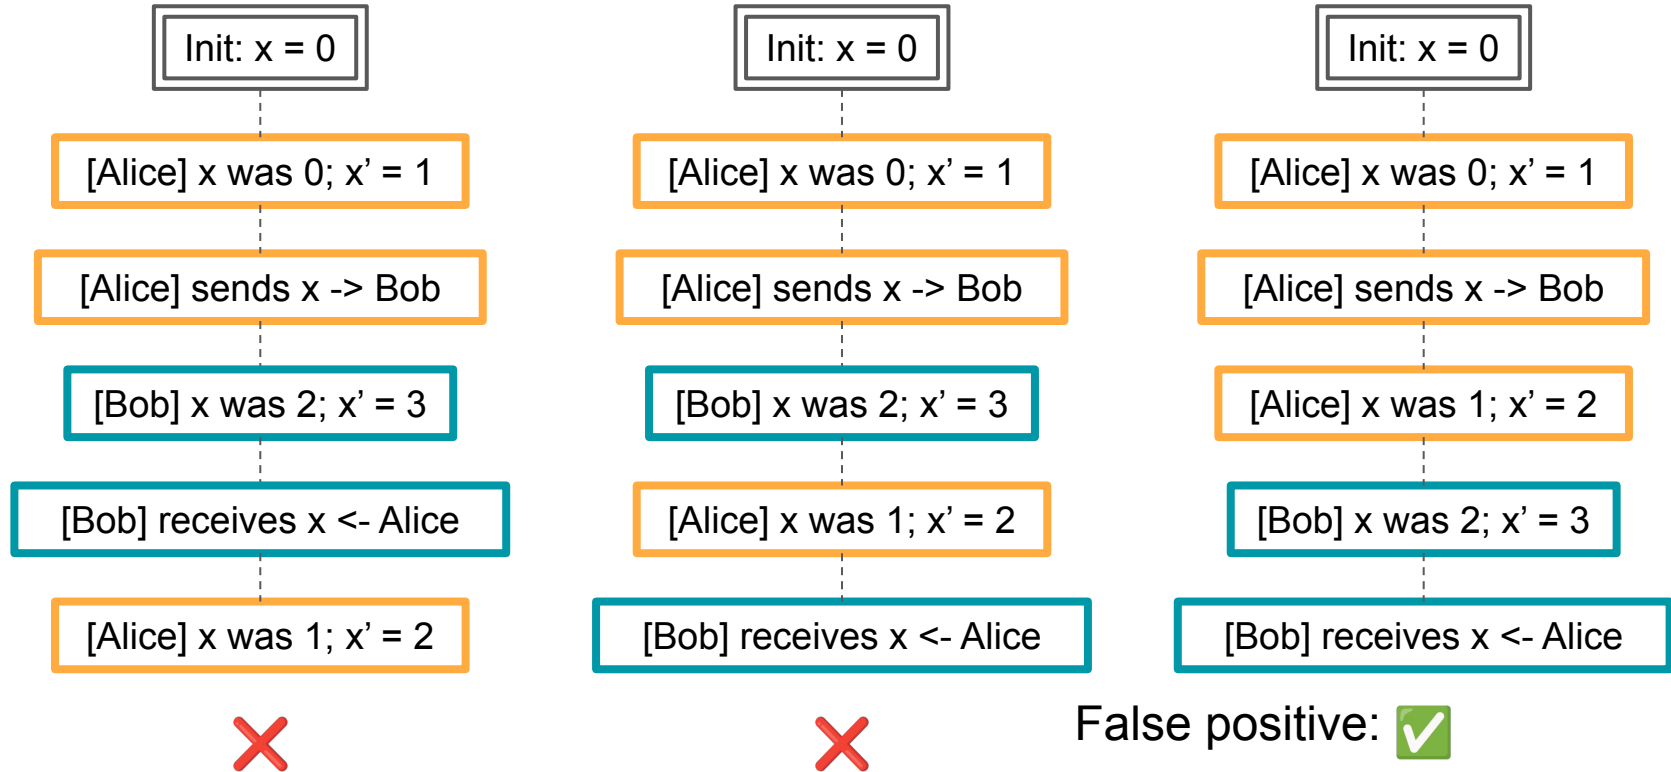 Init: x = 0
[Alice] x was 0; x’ = 1
[Alice] sends x -> Bob
[Bob] x was 2; x’ = 3
[Bob] receives x <- Alice
[Alice] x was 1; x’ = 2
Init: x = 0
[Alice] x was 0; x’ = 1
[Alice] sends x -> Bob
[Bob] x was 2; x’ = 3
[Alice] x was 1; x’ = 2
[Bob] receives x <- Alice
Init: x = 0
[Alice] x was 0; x’ = 1
[Alice] sends x -> Bob
[Alice] x was 1; x’ = 2
[Bob] x was 2; x’ = 3
[Bob] receives x <- Alice
False positive: